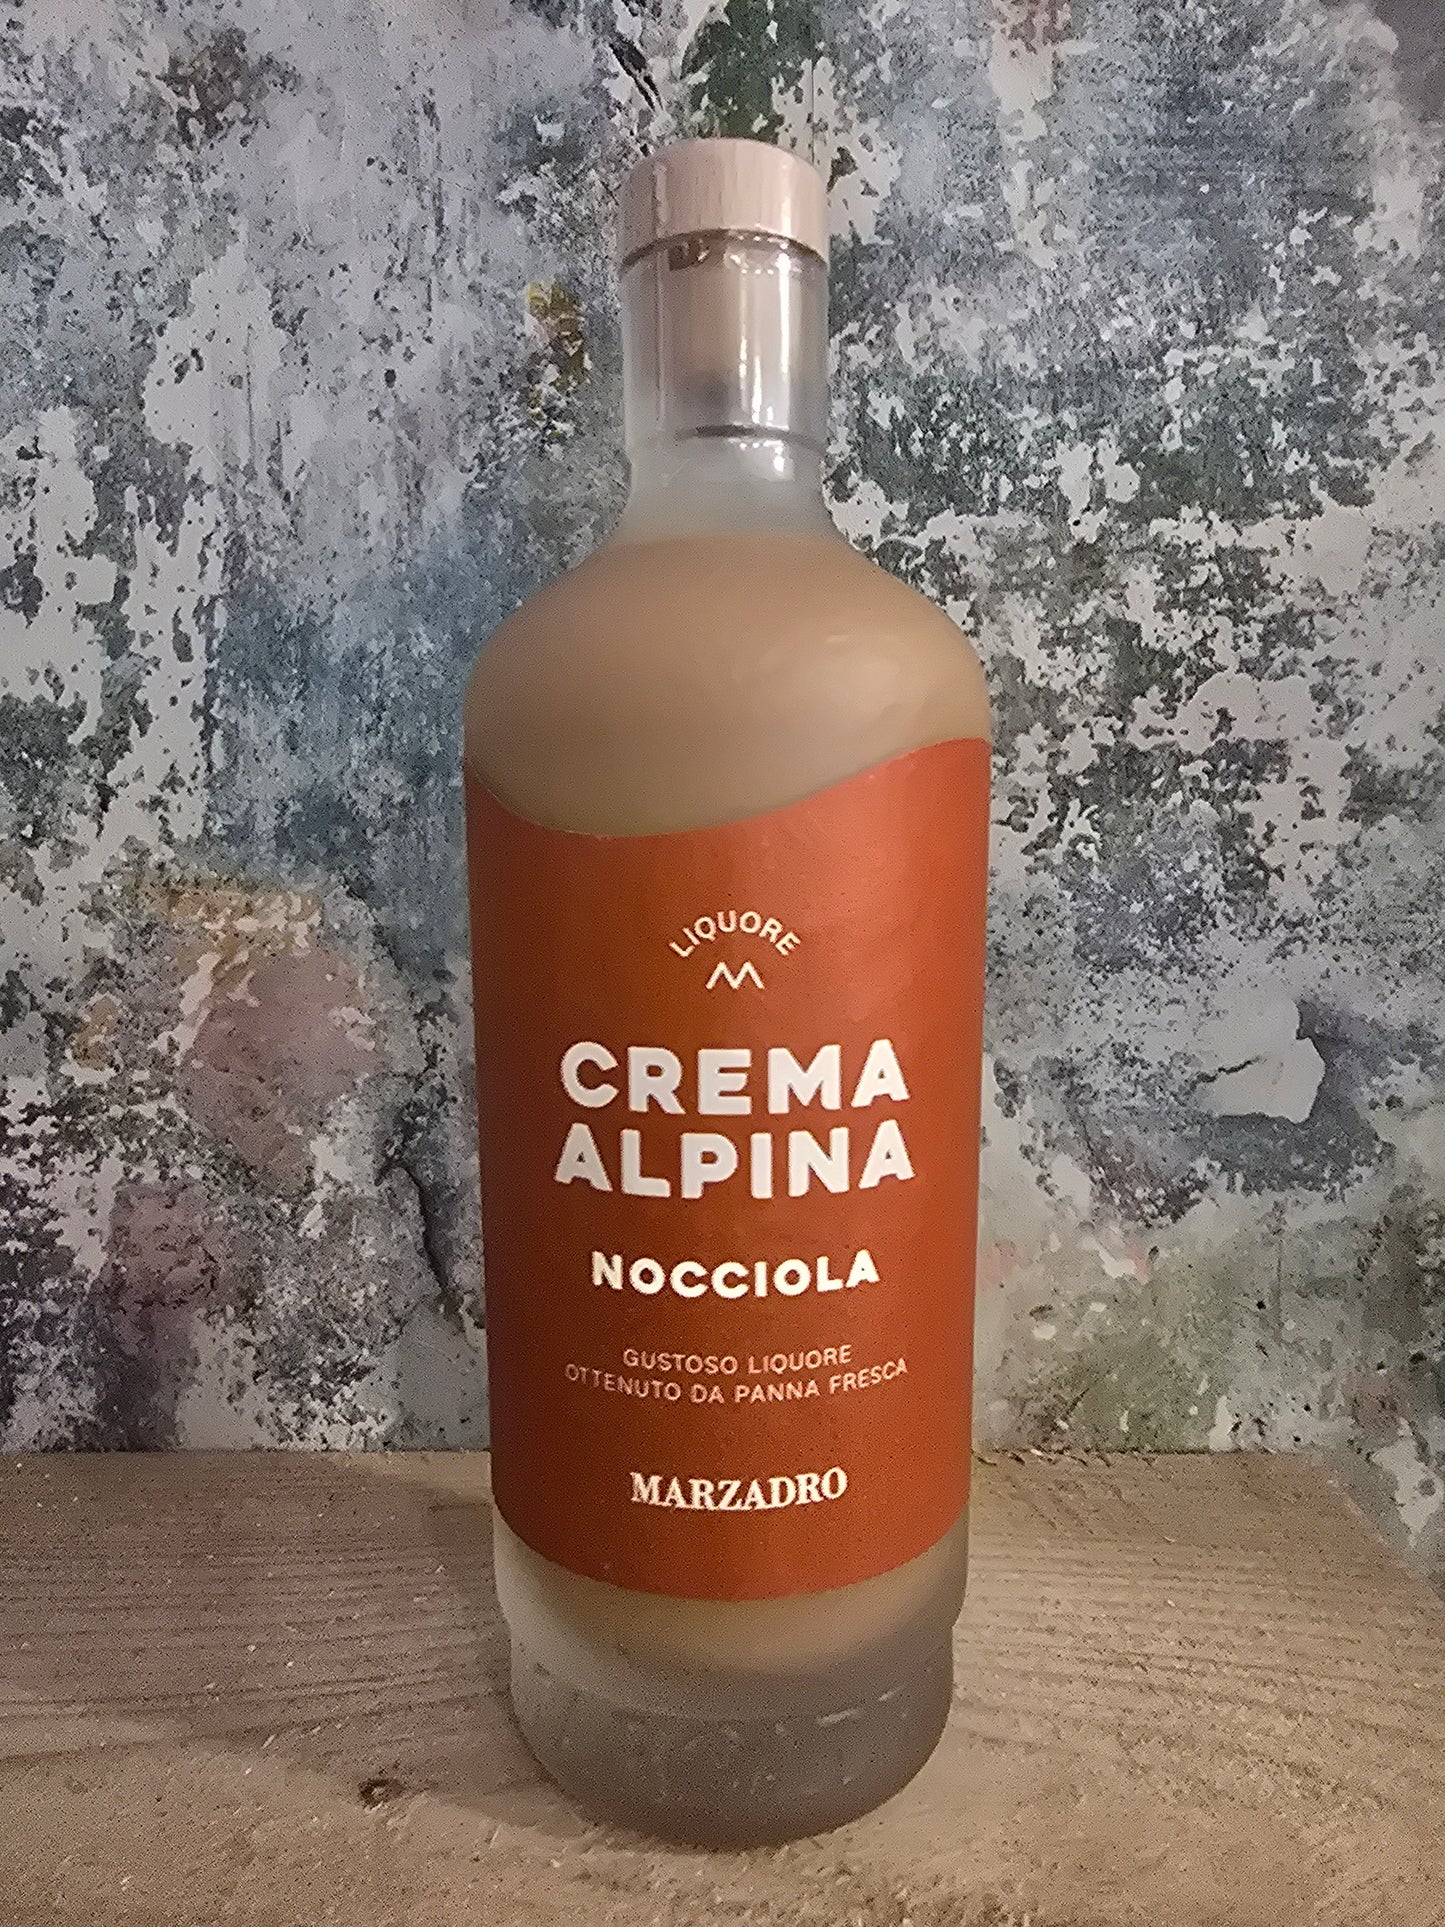 LIQUORE
CREMA
ALPINA
NOCCIOLA
GUSTOSO LIQUORE
OTTENUTO DA PANNA FRESCA
MARZADRO